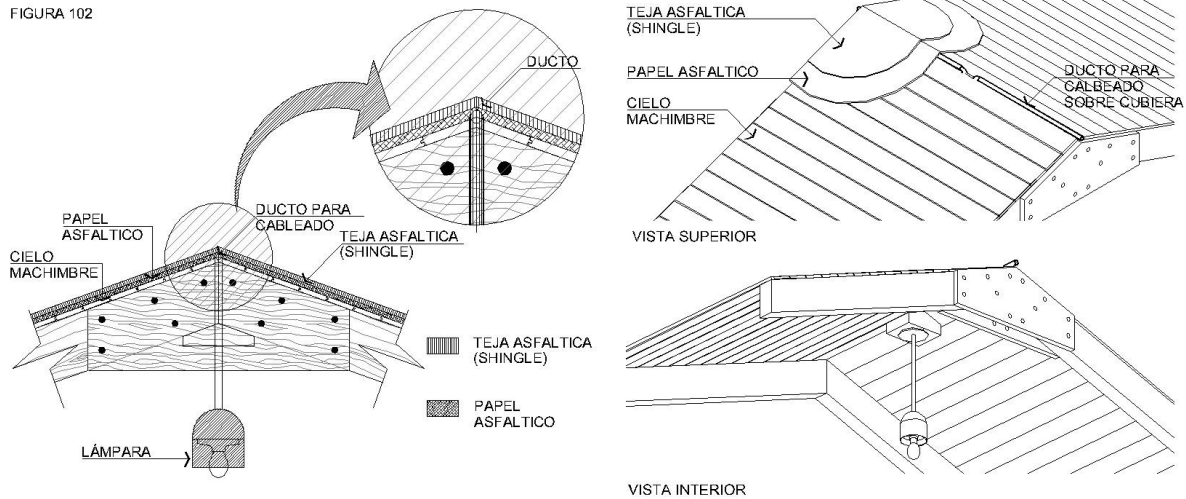 FIGURA 102
DUCTO
DUCTO PARA
CABLEADO
PAPEL
ASFALTICO
TEJA ASFALTICA
(SHINGLE)
CIELO
MACHIMBRE
TEJA ASFALTICA
(SHINGLE)
PAPEL
ASFALTICO
LÁMPARA
TEJA ASFALTICA
(SHINGLE)
PAPEL ASFALTICO
CIELO
MACHIMBRE
DUCTO PARA
CALBEADO
SOBRE CUBIERA
VISTA SUPERIOR
VISTA INTERIOR